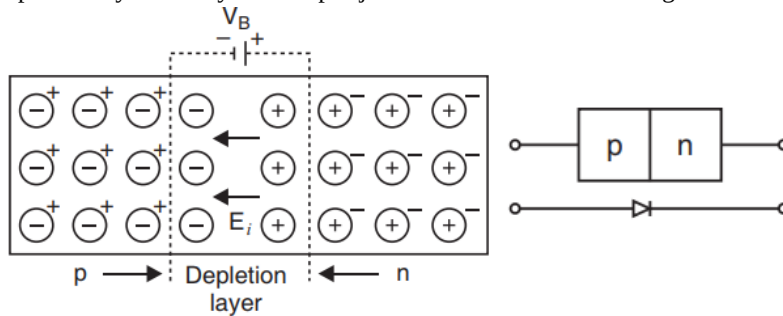 V_B
− +
p n
E_i
p Depletion n
layer